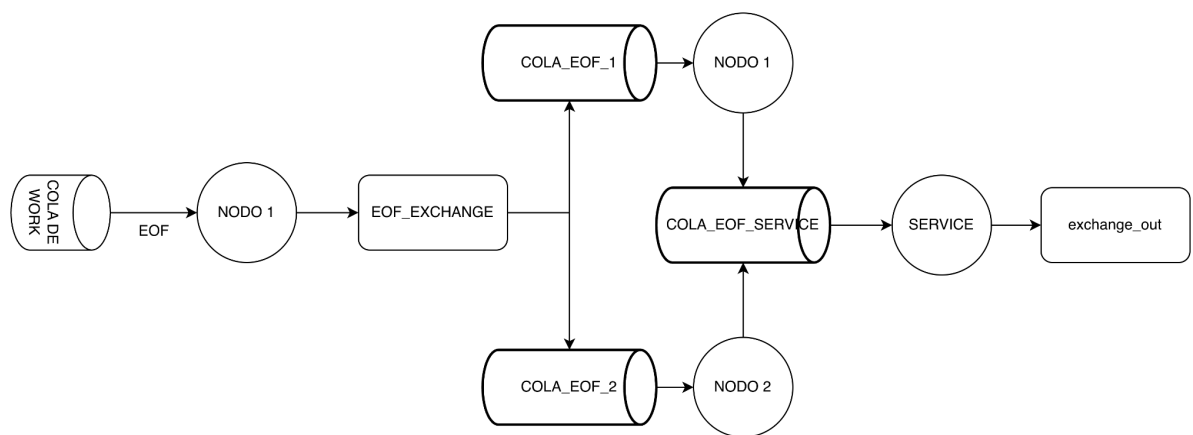 COLA_EOF_1
NODO 1
COLA DE
WORK
EOF
NODO 1
EOF_EXCHANGE
COLA_EOF_SERVICE
SERVICE
exchange_out
COLA_EOF_2
NODO 2